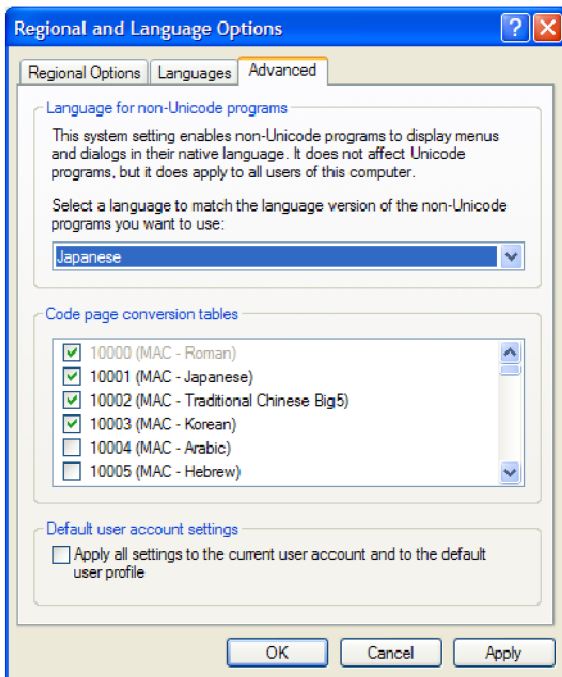 Regional and Language Options
Regional Options Languages Advanced
Language for non-Unicode programs
This system setting enables non-Unicode programs to display menus
and dialogs in their native language. It does not affect Unicode
programs, but it does apply to all users of this computer.
Select a language to match the language version of the non-Unicode
programs you want to use:
Japanese
Code page conversion tables
10000 (MAC - Roman)
10001 (MAC - Japanese)
10002 (MAC - Traditional Chinese Big5)
10003 (MAC - Korean)
10004 (MAC - Arabic)
10005 (MAC - Hebrew)
Default user account settings
Apply all settings to the current user account and to the default
user profile
OK Cancel Apply